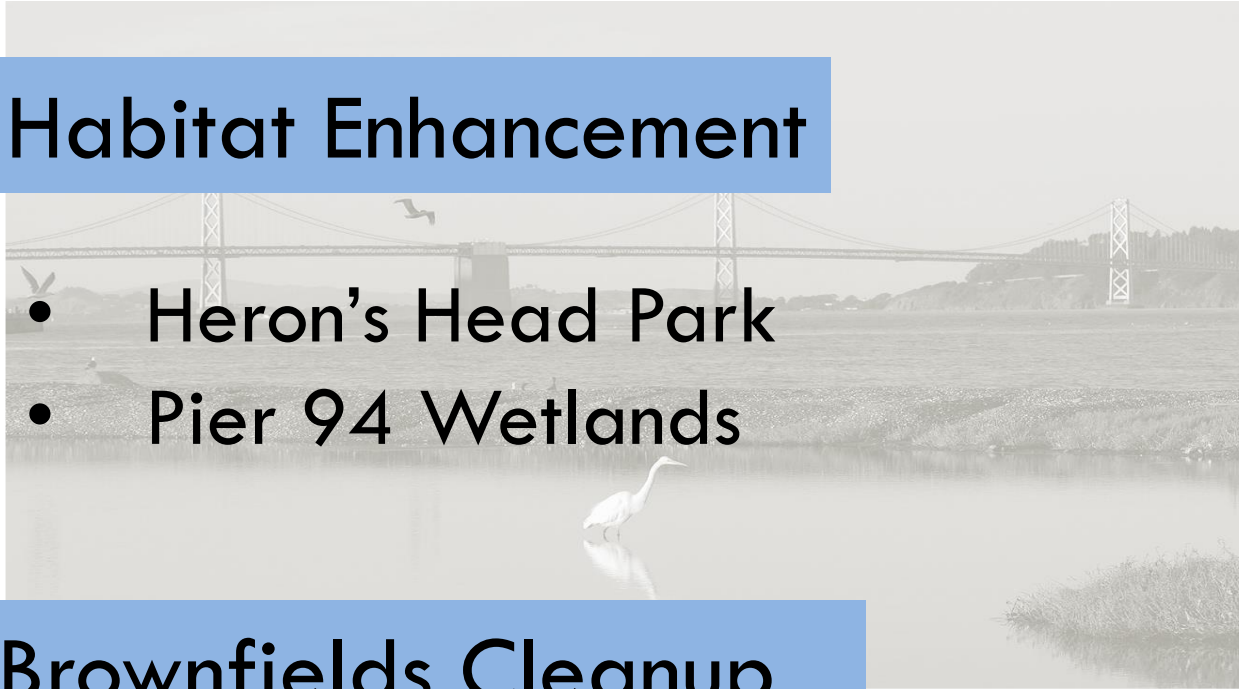 Habitat Enhancement
• Heron’s Head Park
• Pier 94 Wetlands
Brownfields Cleanup